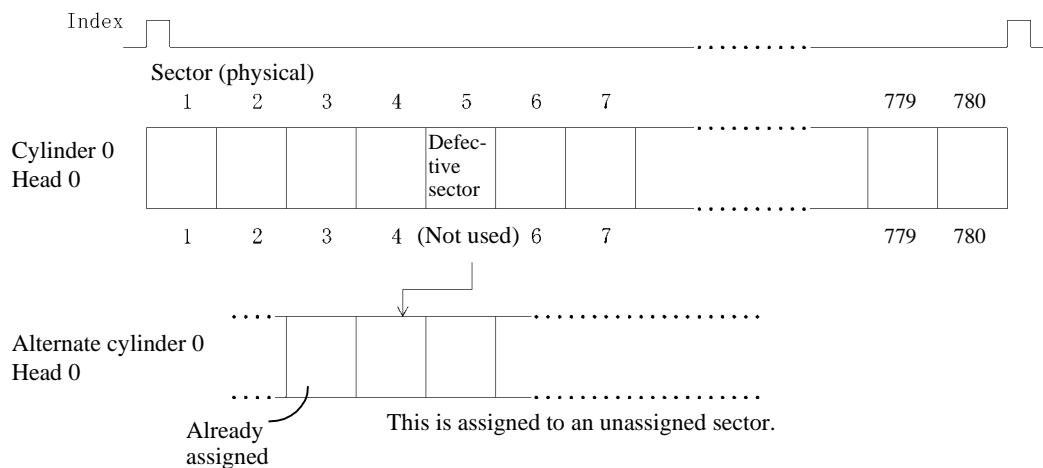 Index
Sector (physical)
1 2 3 4 5 6 7 779 780
Cylinder 0
Head 0
Defec-
tive
sector
1 2 3 4 (Not used) 6 7 779 780
Alternate cylinder 0
Head 0
Already
assigned
This is assigned to an unassigned sector.